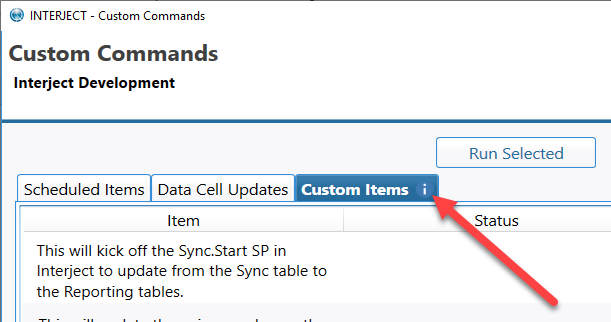 INTERJECT - Custom Commands
Custom Commands
Interject Development
Run Selected
Scheduled Items
Data Cell Updates
Custom Items i
Item
Status
This will kick off the Sync.Start SP in
Interject to update from the Sync table to
the Reporting tables.